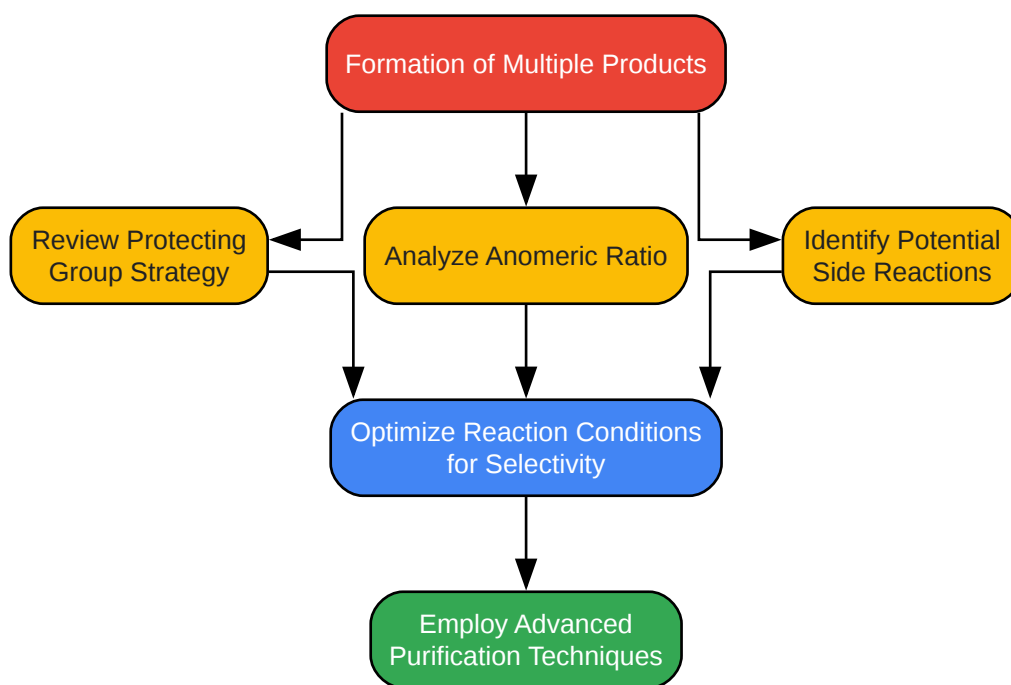 Formation of Multiple Products
Review Protecting
Group Strategy
Analyze Anomeric Ratio
Identify Potential
Side Reactions
Optimize Reaction Conditions
for Selectivity
Employ Advanced
Purification Techniques